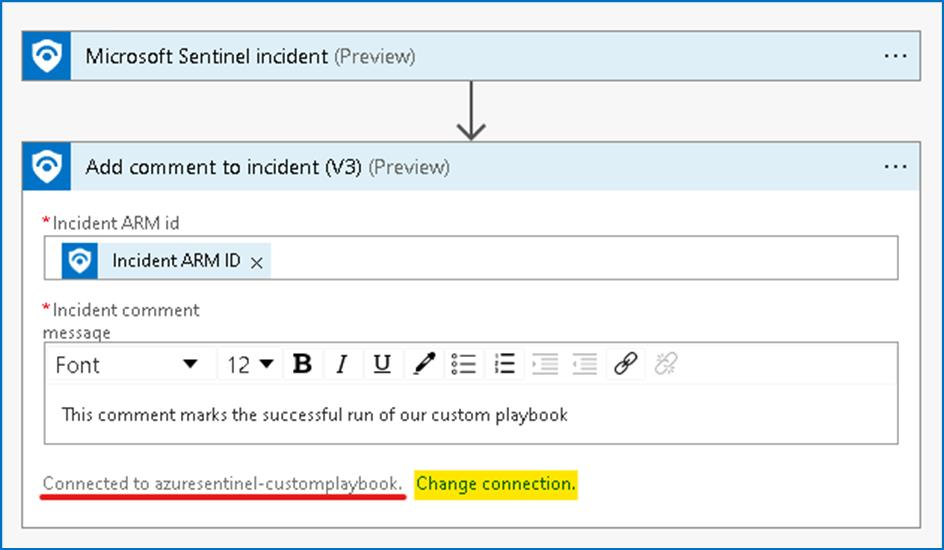 Microsoft Sentinel incident (Preview)
Add comment to incident (V3) (Preview)
*Incident ARM id
Incident ARM ID ×
*Incident comment
message
Font 12 B I U
This comment marks the successful run of our custom playbook
Connected to azuresentinel-customplaybook. Change connection.